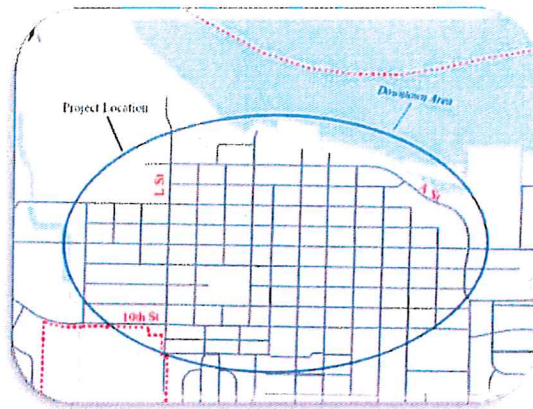 Downtown Area
Project Location
L St
A St
10th St